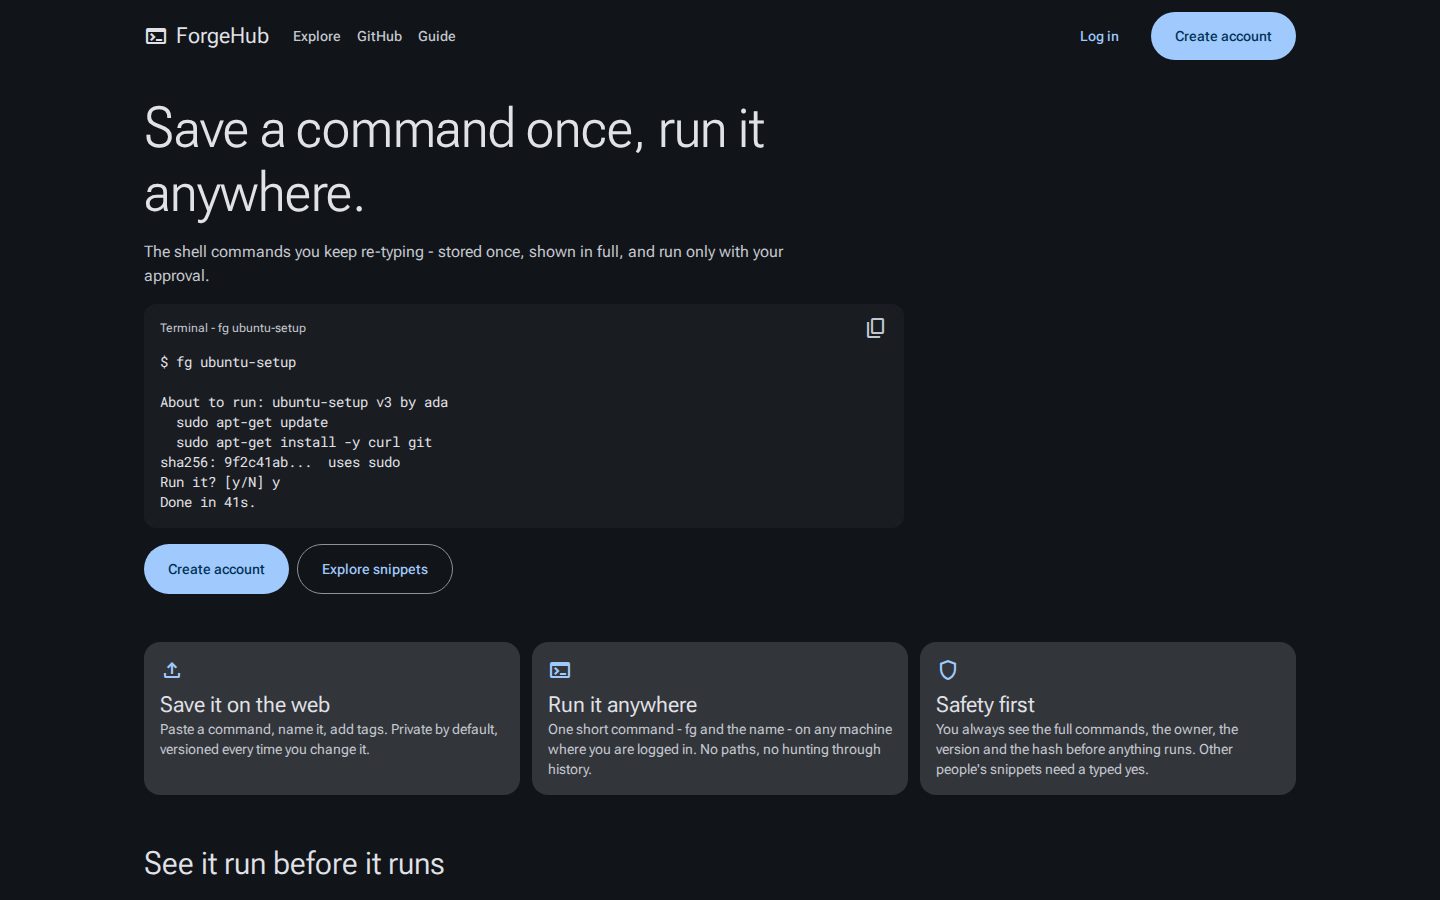 ForgeHub Explore GitHub Guide Log in Create account
Save a command once, run it
anywhere.
The shell commands you keep re-typing - stored once, shown in full, and run only with your
approval.
Terminal - fg ubuntu-setup
$ fg ubuntu-setup
About to run: ubuntu-setup v3 by ada
sudo apt-get update
sudo apt-get install -y curl git
sha256: 9f2c41ab... uses sudo
Run it? [y/N] y
Done in 41s.
Create account Explore snippets
Save it on the web
Paste a command, name it, add tags. Private by default,
versioned every time you change it.
Run it anywhere
One short command - fg and the name - on any machine
where you are logged in. No paths, no hunting through
history.
Safety first
You always see the full commands, the owner, the
version and the hash before anything runs. Other
people's snippets need a typed yes.
See it run before it runs